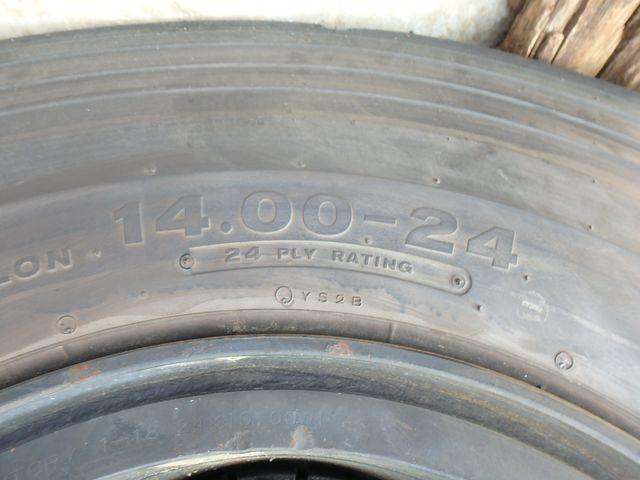 LON 14.00-24
24 PLY RATING
YS2B